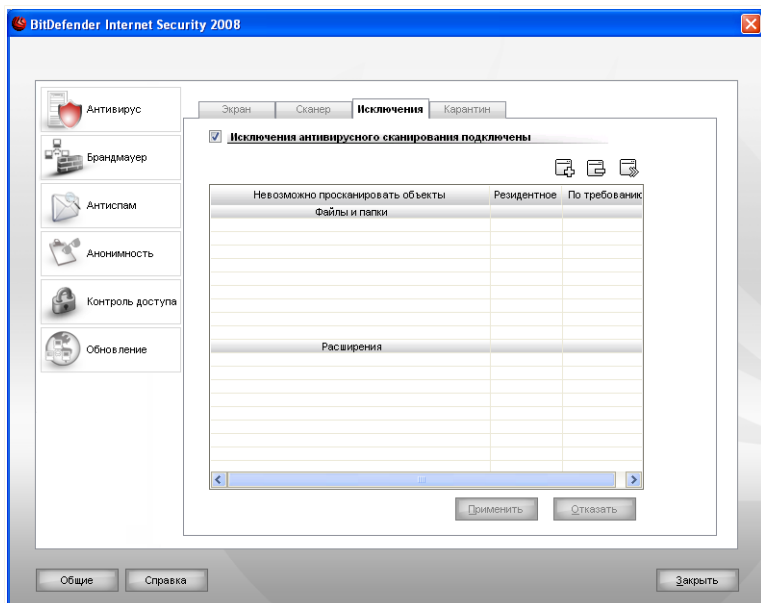 BitDefender Internet Security 2008
Антивирус
Брандмауер
Антиспам
Анонимность
Контроль доступа
Обновление
Экран Сканер Исключения Карантин
Исключения антивирусного сканирования подключены
Невозможно просканировать объекты Резидентное По требованию
Файлы и папки
Расширения
Применить Отказать
Общие Справка Закрыть